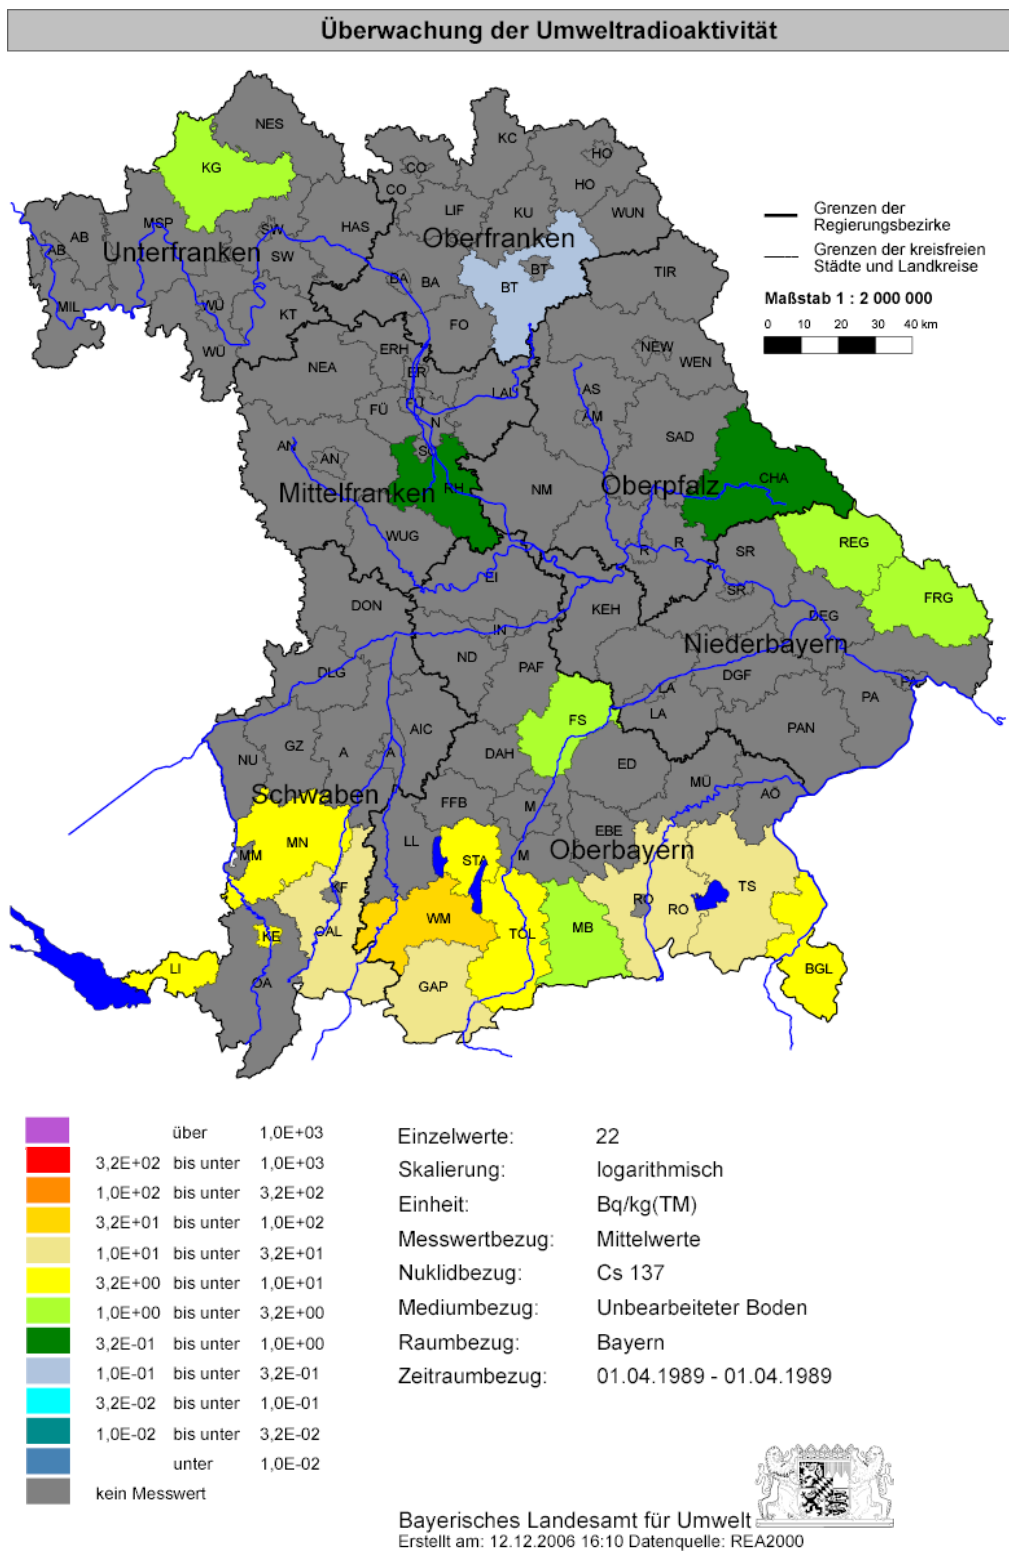 Überwachung der Umweltradioaktivität
NES
KC
HO
KG
CO
CO
HO
KU
WUN
LIF
MSP
SW
HAS
AB
AB
Unterfranken
Oberfranken
SW
BT
TIR
BA
BA
BT
MIL
WÜ
KT
FO
WÜ
NEA
ERH
ER
NEW
WEN
LAU
AS
FÜ
FÜ
N
AM
SAD
AN
AN
SC
Mittelfranken
RH
NM
Oberpfalz
CHA
WUG
R
R
SR
REG
EI
SR
FRG
DON
KEH
DEG
IN
Niederbayern
ND
PAF
DLG
DGF
PA
LA
LA
PA
FS
PAN
AIC
NU
GZ
A
A
DAH
ED
MÜ
AÖ
Schwaben
FFB
M
EBE
MM
MN
LL
STA
M
Oberbayern
KF
TS
RO
RO
WM
OAL
TÖL
MB
KE
LI
OA
GAP
BGL
Grenzen der
Regierungsbezirke
Grenzen der kreisfreien
Städte und Landkreise
Maßstab 1 : 2 000 000
0 10 20 30 40 km
über 1,0E+03
3,2E+02 bis unter 1,0E+03
1,0E+02 bis unter 3,2E+02
3,2E+01 bis unter 1,0E+02
1,0E+01 bis unter 3,2E+01
3,2E+00 bis unter 1,0E+01
1,0E+00 bis unter 3,2E+00
3,2E-01 bis unter 1,0E+00
1,0E-01 bis unter 3,2E-01
3,2E-02 bis unter 1,0E-01
1,0E-02 bis unter 3,2E-02
unter 1,0E-02
kein Messwert
Einzelwerte: 22
Skalierung: logarithmisch
Einheit: Bq/kg(TM)
Messwertbezug: Mittelwerte
Nuklidbezug: Cs 137
Mediumbezug: Unbearbeiteter Boden
Raumbezug: Bayern
Zeitraumbezug: 01.04.1989 - 01.04.1989
Bayerisches Landesamt für Umwelt
Erstellt am: 12.12.2006 16:10 Datenquelle: REA2000